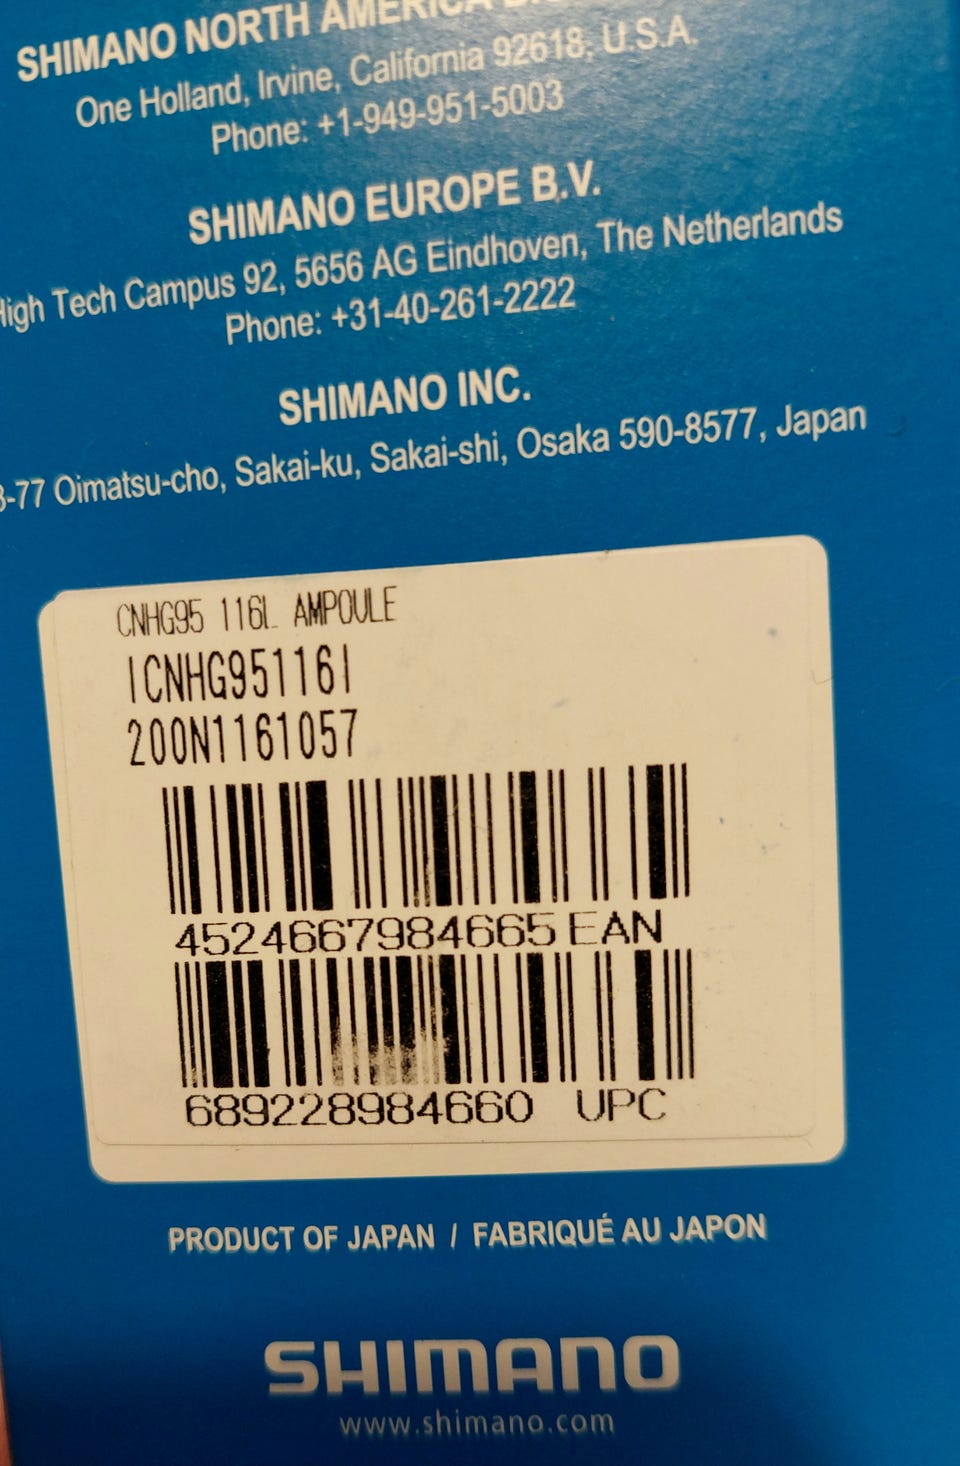 SHIMANO NORTH AMERICA
One Holland, Irvine, California 92618, U.S.A.
Phone: +1-949-951-5003
SHIMANO EUROPE B.V.
High Tech Campus 92, 5656 AG Eindhoven, The Netherlands
Phone: +31-40-261-2222
SHIMANO INC.
3-77 Oimatsu-cho, Sakai-ku, Sakai-shi, Osaka 590-8577, Japan
CNHG95 116L AMPOULE
ICNHG95116I
200N1161057
4524667984665 EAN
689228984660 UPC
PRODUCT OF JAPAN / FABRIQUÉ AU JAPON
SHIMANO
www.shimano.com